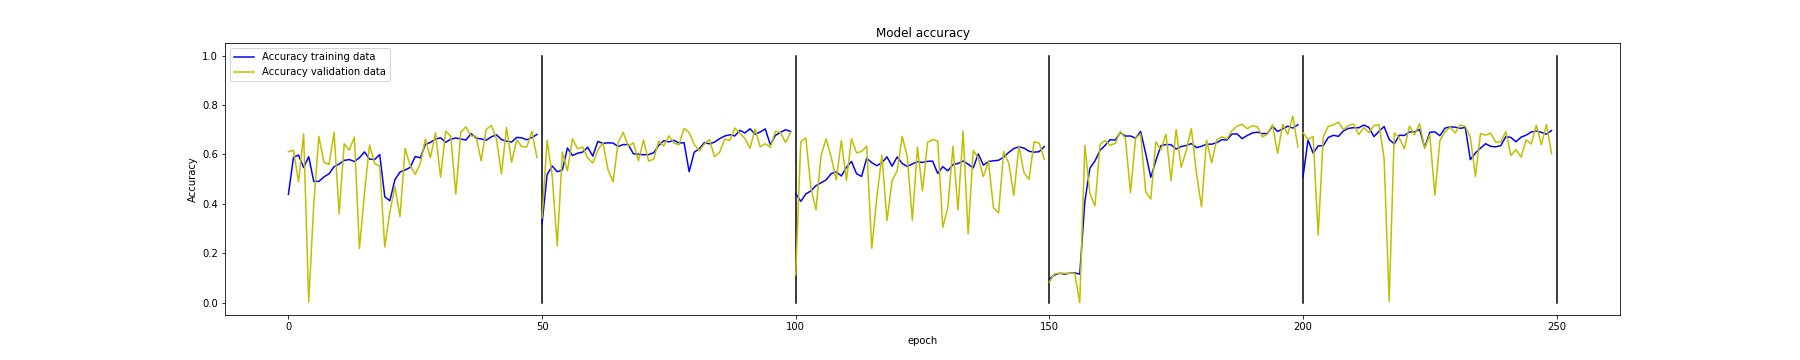 Model accuracy
Accuracy training data
Accuracy validation data
Accuracy
1.0
0.8
0.6
0.4
0.2
0.0
0 50 100 150 200 250
epoch